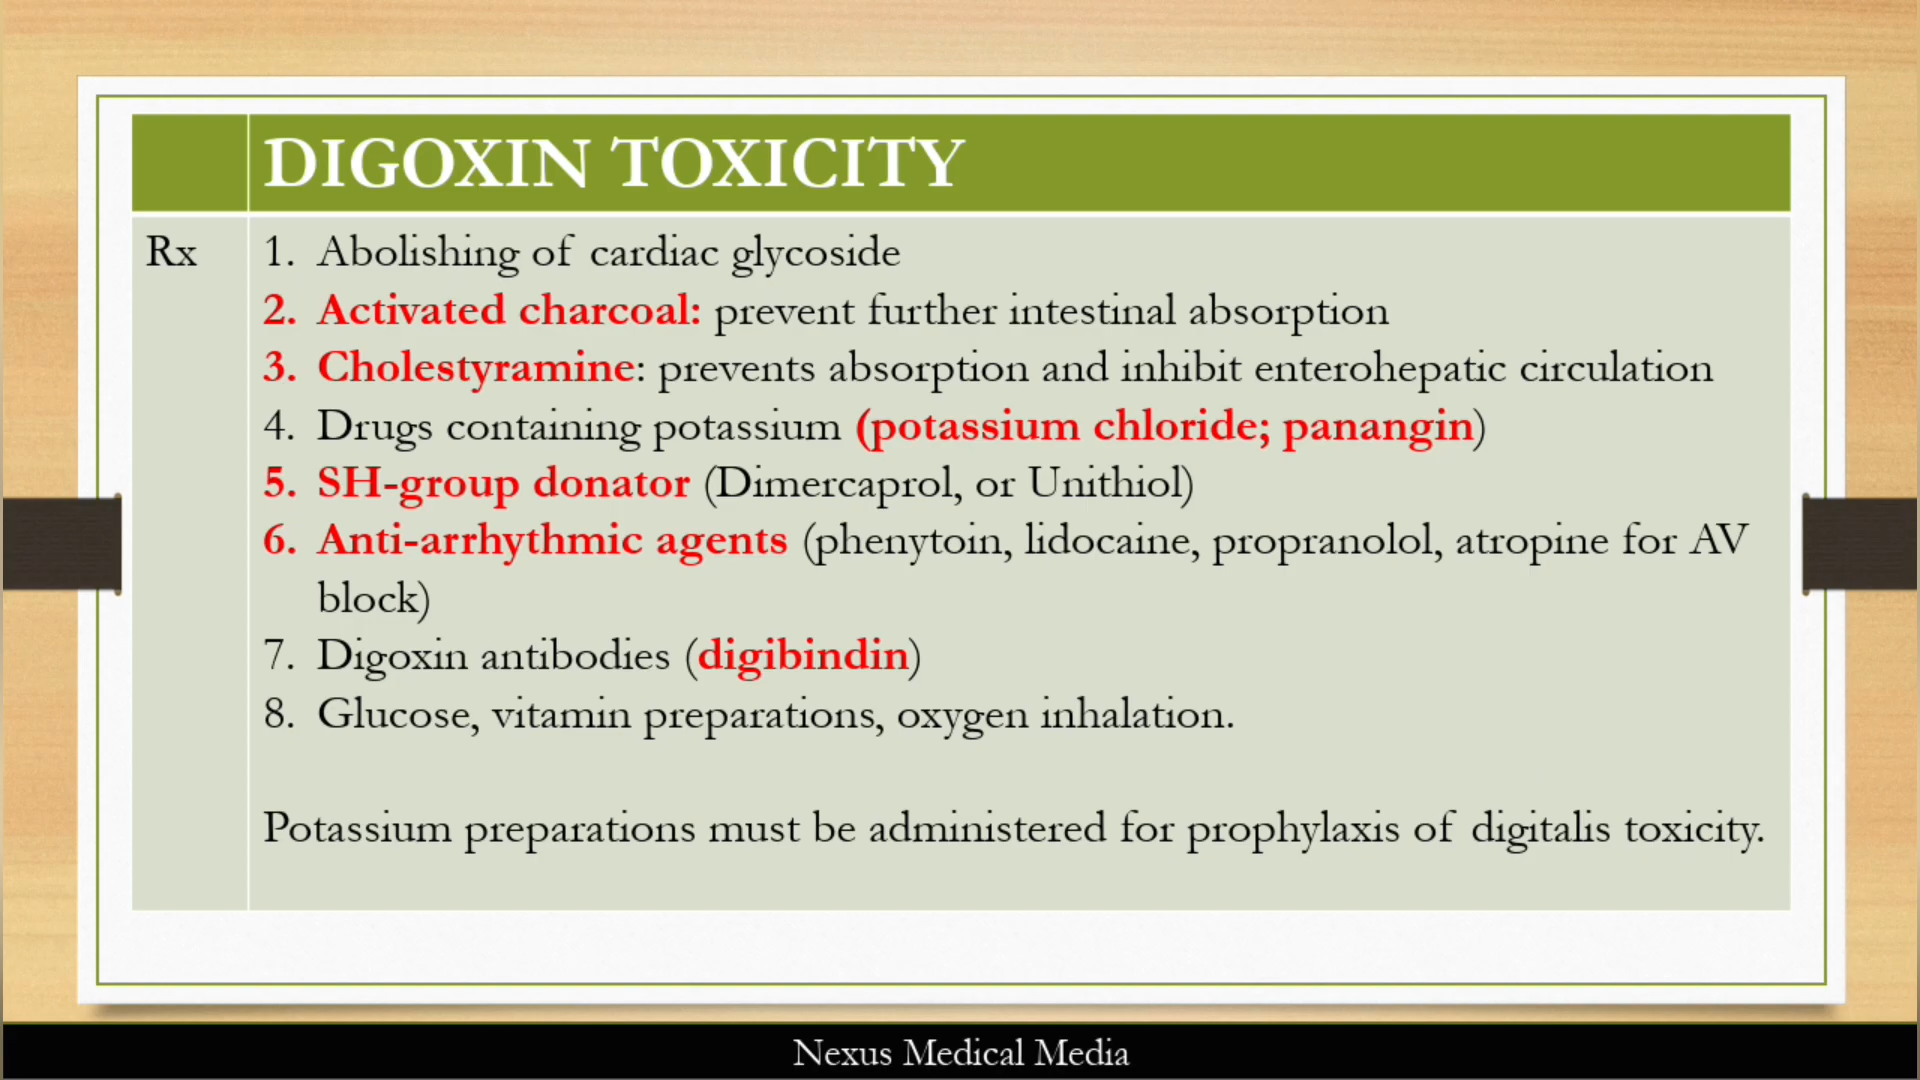 DIGOXIN TOXICITY
Rx
1. Abolishing of cardiac glycoside
2. Activated charcoal: prevent further intestinal absorption
3. Cholestyramine: prevents absorption and inhibit enterohepatic circulation
4. Drugs containing potassium (potassium chloride; panangin)
5. SH-group donator (Dimercaprol, or Unithiol)
6. Anti-arrhythmic agents (phenytoin, lidocaine, propranolol, atropine for AV
block)
7. Digoxin antibodies (digibindin)
8. Glucose, vitamin preparations, oxygen inhalation.
Potassium preparations must be administered for prophylaxis of digitalis toxicity.
Nexus Medical Media